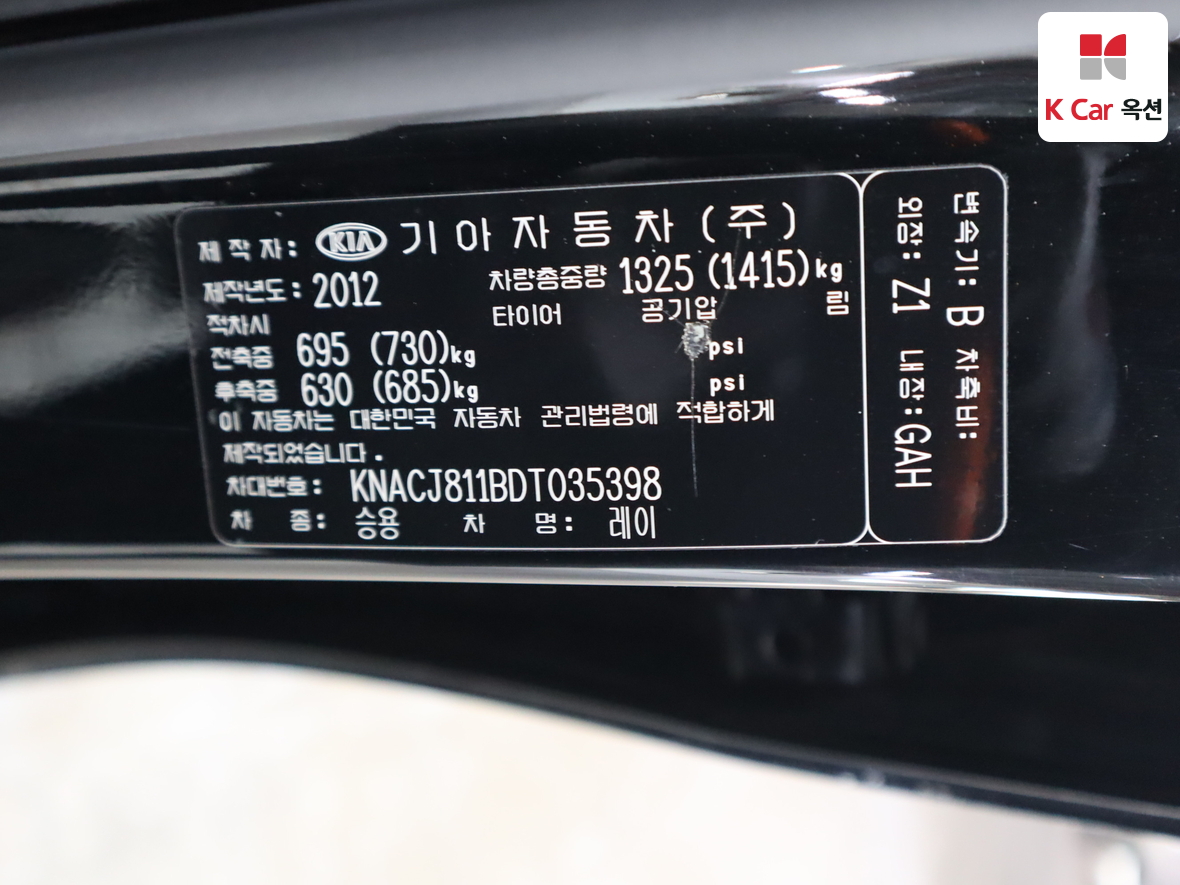 K Car 옥션
제 작 자 : KIA 기 아 자 동 차 ( 주 )
제작년도 : 2012 차량총중량 1325 (1415)kg
적차시 타이어 공기압 림
전축중 695 (730)kg psi
후축중 630 (685)kg psi
이 자동차는 대한민국 자동차 관리법령에 적합하게
제작되었습니다 .
차대번호 : KNACJ811BDT035398
차 종 : 승용 차 명 : 레이
변속기 : B 차축비 :
외장 : Z1 내장 : GAH